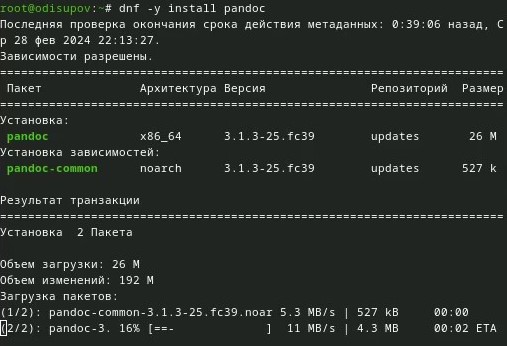 root@odisupov:~# dnf -y install pandoc
Последняя проверка окончания срока действия метаданных: 0:39:06 назад, С
р 28 фев 2024 22:13:27.
Зависимости разрешены.
================================================================================
Пакет Архитектура Версия Репозиторий Размер
================================================================================
Установка:
pandoc x86_64 3.1.3-25.fc39 updates 26 M
Установка зависимостей:
pandoc-common noarch 3.1.3-25.fc39 updates 527 k

Результат транзакции
================================================================================
Установка 2 Пакета

Объем загрузки: 26 M
Объем изменений: 192 M
Загрузка пакетов:
(1/2): pandoc-common-3.1.3-25.fc39.noar 5.3 MB/s | 527 kB 00:00
(2/2): pandoc-3. 16% [==- ] 11 MB/s | 4.3 MB 00:02 ETA